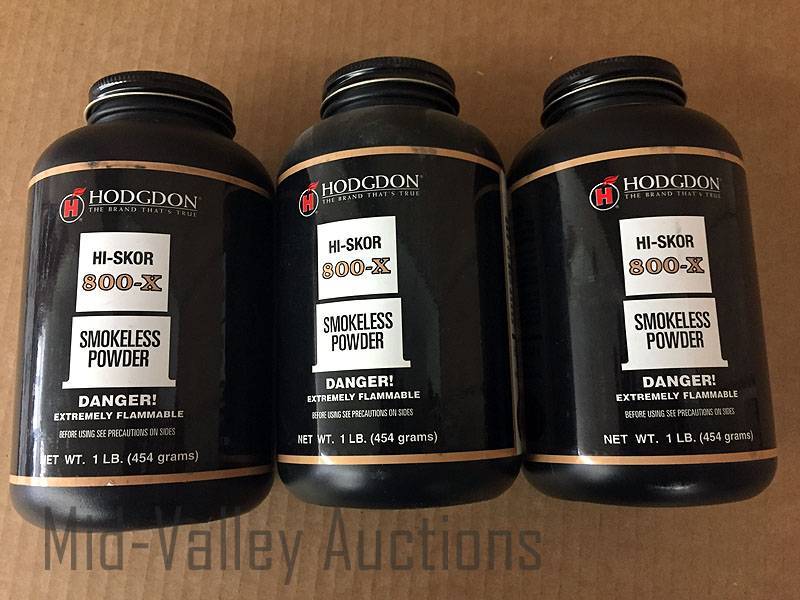 H HODGDON®
THE BRAND THAT'S TRUE
HI-SKOR
800-X
SMOKELESS
POWDER
DANGER!
EXTREMELY FLAMMABLE
BEFORE USING SEE PRECAUTIONS ON SIDES
NET WT. 1 LB. (454 grams)
H HODGDON®
THE BRAND THAT'S TRUE
HI-SKOR
800-X
SMOKELESS
POWDER
DANGER!
EXTREMELY FLAMMABLE
BEFORE USING SEE PRECAUTIONS ON SIDES
NET WT. 1 LB. (454 grams)
H HODGDON®
THE BRAND THAT'S TRUE
HI-SKOR
800-X
SMOKELESS
POWDER
DANGER!
EXTREMELY FLAMMABLE
BEFORE USING SEE PRECAUTIONS ON SIDES
NET WT. 1 LB. (454 grams)
Mid-Valley Auctions